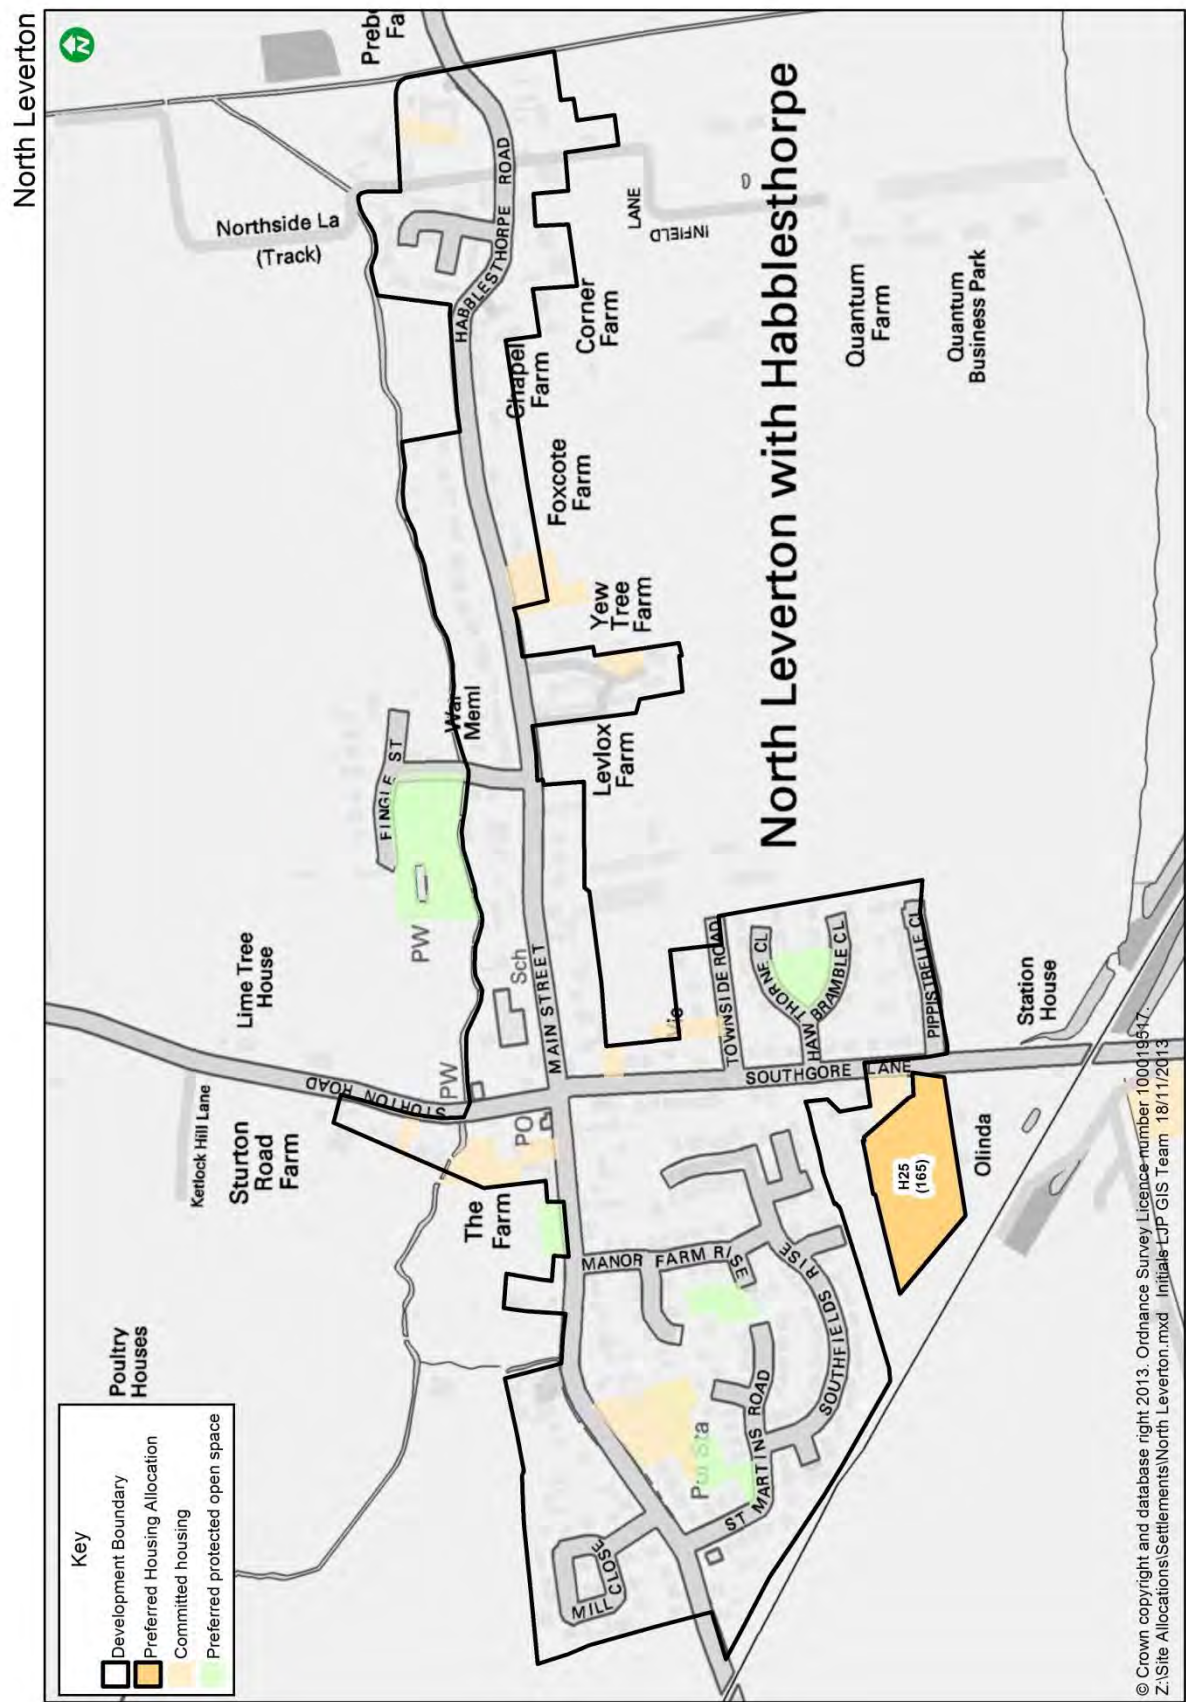 North Leverton
N
Key
Development Boundary
Preferred Housing Allocation
Committed housing
Preferred protected open space
Poultry
Houses
Ketlock Hill Lane
Sturton
Road
Farm
Lime Tree
House
Northside La
(Track)
Preb
Fa
The
Farm
STURTON ROAD
PW
PO
PW
FINGLE ST
War
Meml
Sch
MAIN STREET
HABBLESTHORPE ROAD
Chapel
Farm
Corner
Farm
Foxcote
Farm
Yew
Tree
Farm
Levlox
Farm
INFIELD
LANE
MILL CLOSE
Pol Sta
ST MARTINS ROAD
MANOR FARM RISE
SOUTHFIELDS RISE
SOUTHGORE LANE
TOWNSIDE ROAD
HAWTHORNE CL
BRAMBLE CL
PIPPISTRELLE CL
North Leverton with Habblesthorpe
Quantum
Farm
Quantum
Business Park
H25
(165)
Olinda
Station
House
© Crown copyright and database right 2013. Ordnance Survey Licence number 100019517.
Z:\Site Allocations\Settlements\North Leverton.mxd Initials LJP GIS Team 18/11/2013